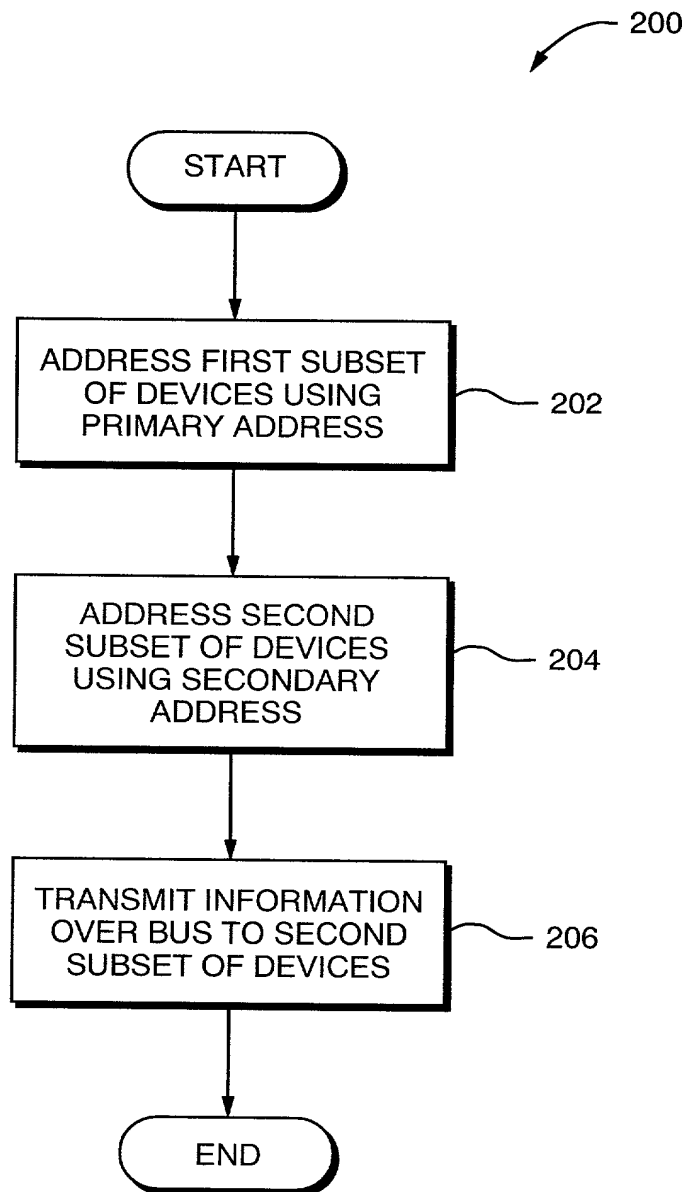 200
START
ADDRESS FIRST SUBSET
OF DEVICES USING
PRIMARY ADDRESS
202
ADDRESS SECOND
SUBSET OF DEVICES
USING SECONDARY
ADDRESS
204
TRANSMIT INFORMATION
OVER BUS TO SECOND
SUBSET OF DEVICES
206
END